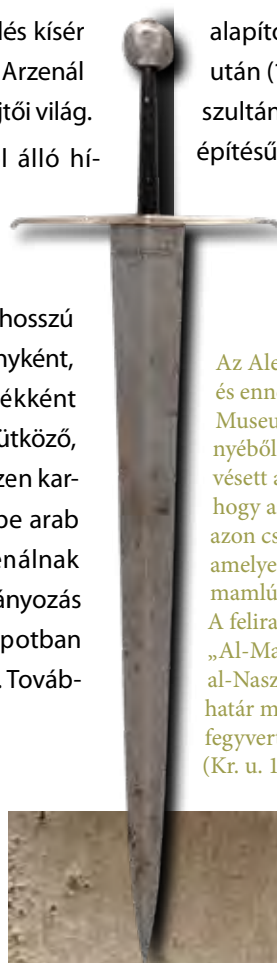 lés kísér
Arzenál
jtői világ.
l álló hí-
hosszú
nyként,
ékként
ütköző,
zen kar-
be arab
enálnak
ányozás
potban
. Továb-
alapíto
után (
szultán
építésű
Az Ale
és enn
Museu
nyéből
vésett a
hogy a
azon cs
amelye
mamlú
A felira
„Al-Ma
al-Nasz
határ m
fegyvert
(Kr. u. 1